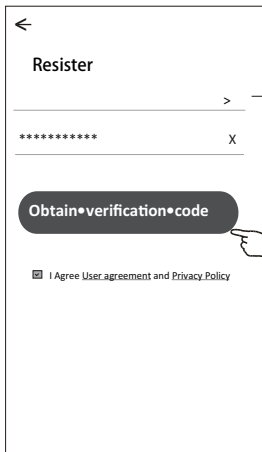 Resister
>
*********** X
Obtain•verification•code
I Agree User agreement and Privacy Policy